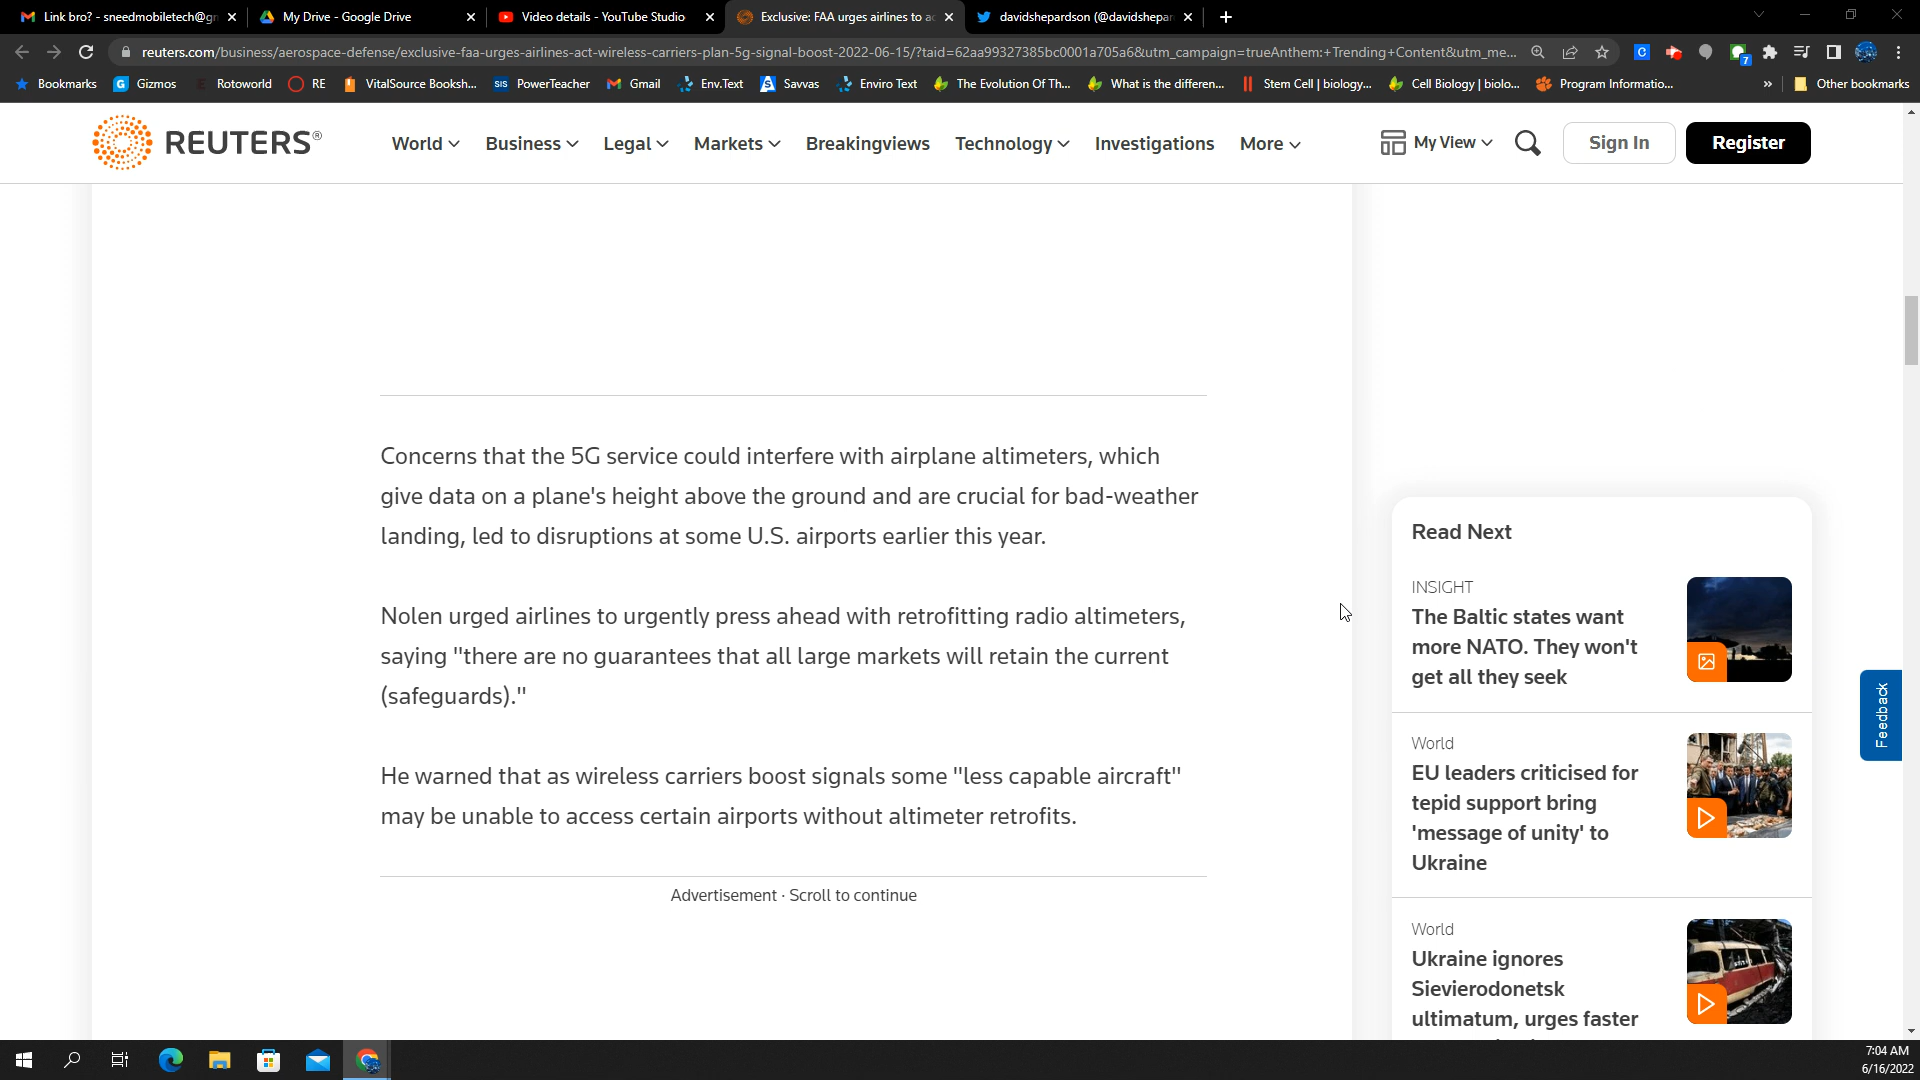 Link bro? - sneedmobiletech@gm
My Drive - Google Drive
Video details - YouTube Studio
Exclusive: FAA urges airlines to ac
davidshepardson (@davidshepar
reuters.com/business/aerospace-defense/exclusive-faa-urges-airlines-act-wireless-carriers-plan-5g-signal-boost-2022-06-15/?taid=62aa99327385bc0001a705a6&utm_campaign=trueAnthem:+Trending+Content&utm_me...
7
Bookmarks
Gizmos
Rotoworld
RE
VitalSource Booksh...
SIS PowerTeacher
Gmail
Env.Text
Savvas
Enviro Text
The Evolution Of Th...
What is the differen...
Stem Cell | biology...
Cell Biology | biolo...
Program Informatio...
Other bookmarks
REUTERS®
World
Business
Legal
Markets
Breakingviews
Technology
Investigations
More
My View
Sign In
Register
Concerns that the 5G service could interfere with airplane altimeters, which
give data on a plane's height above the ground and are crucial for bad-weather
landing, led to disruptions at some U.S. airports earlier this year.
Nolen urged airlines to urgently press ahead with retrofitting radio altimeters,
saying "there are no guarantees that all large markets will retain the current
(safeguards)."
He warned that as wireless carriers boost signals some "less capable aircraft"
may be unable to access certain airports without altimeter retrofits.
Advertisement · Scroll to continue
Read Next
INSIGHT
The Baltic states want
more NATO. They won't
get all they seek
World
EU leaders criticised for
tepid support bring
'message of unity' to
Ukraine
World
Ukraine ignores
Sievierodonetsk
ultimatum, urges faster
Feedback
7:04 AM
6/16/2022